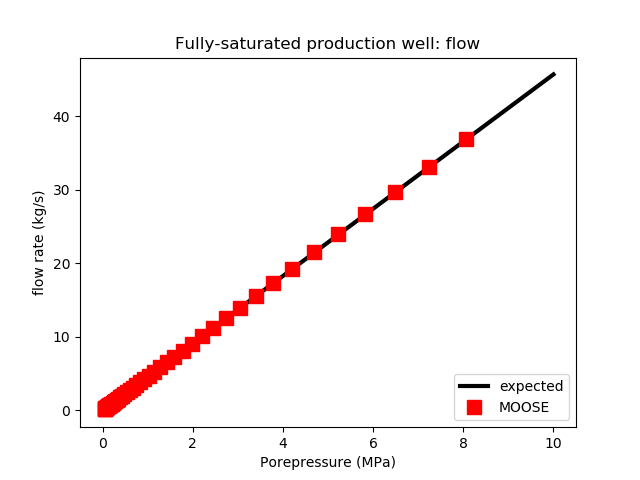 Fully-saturated production well: flow
flow rate (kg/s)
40
30
20
10
0
0 2 4 6 8 10
Porepressure (MPa)
expected
MOOSE